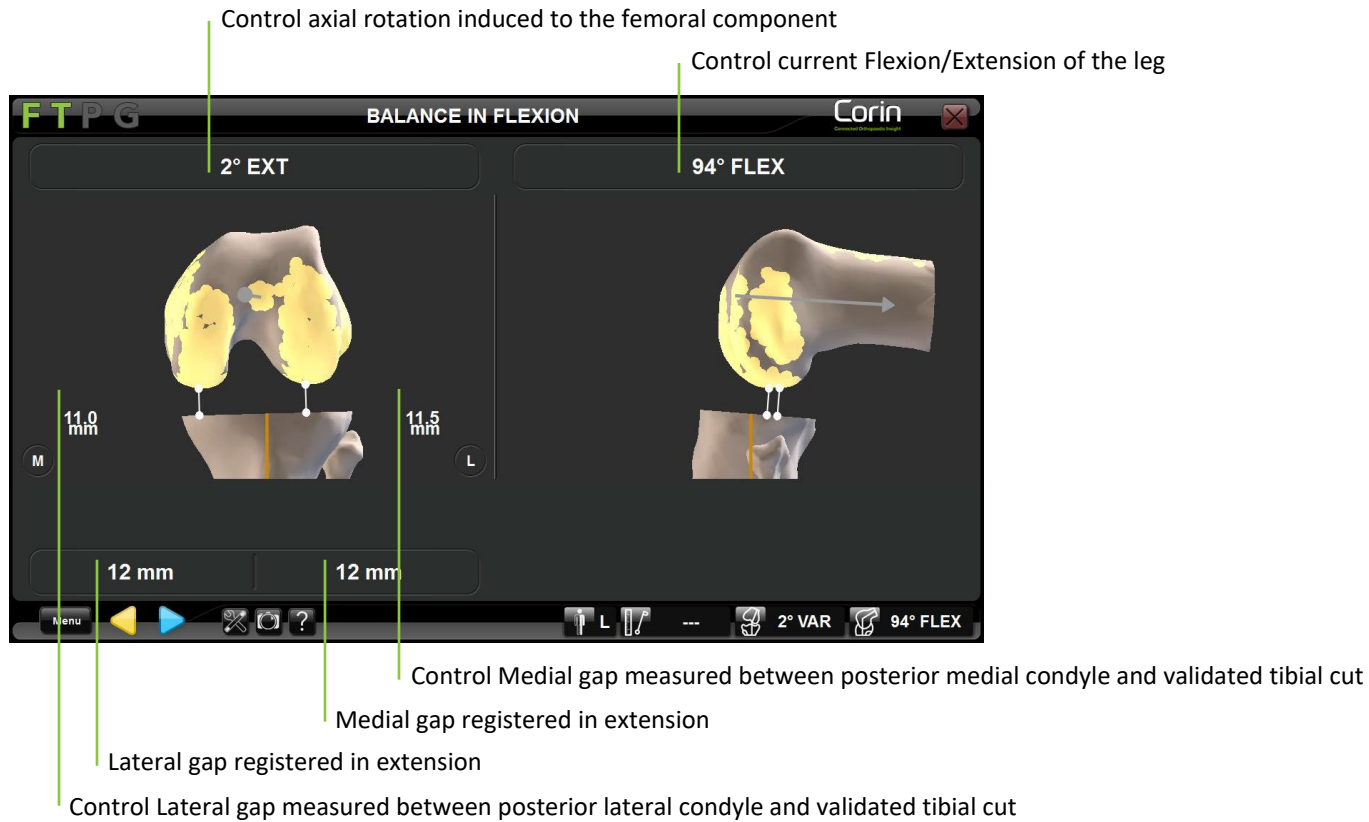 Control axial rotation induced to the femoral component
Control current Flexion/Extension of the leg
F T P G BALANCE IN FLEXION Corin
Connected Orthopaedic Insight
2° EXT 94° FLEX
11.0 mm
11.5 mm
M L
12 mm 12 mm
Menu ? L --- 2° VAR 94° FLEX
Control Medial gap measured between posterior medial condyle and validated tibial cut
Medial gap registered in extension
Lateral gap registered in extension
Control Lateral gap measured between posterior lateral condyle and validated tibial cut